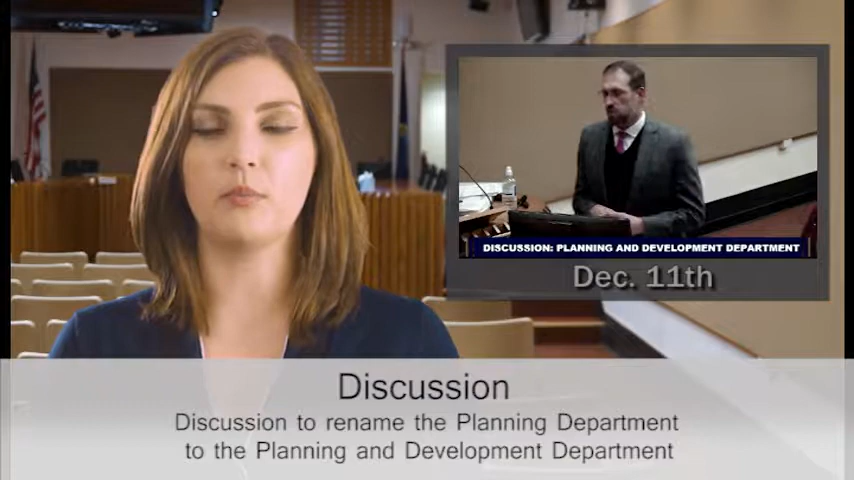 DISCUSSION: PLANNING AND DEVELOPMENT DEPARTMENT
Dec. 11th
Discussion
Discussion to rename the Planning Department
to the Planning and Development Department